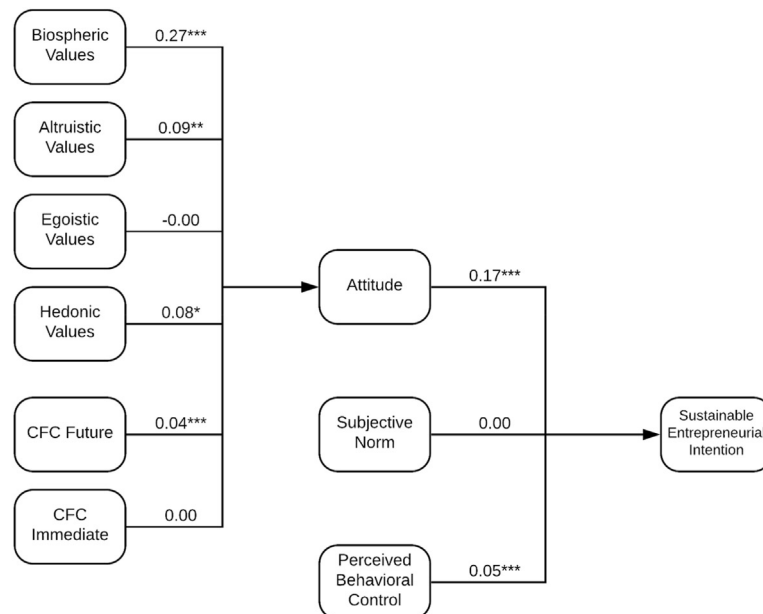 Biospheric
Values
0.27***
Altruistic
Values
0.09**
Egoistic
Values
-0.00
Hedonic
Values
0.08*
CFC Future
0.04***
CFC
Immediate
0.00
Attitude
0.17***
Subjective
Norm
0.00
Perceived
Behavioral
Control
0.05***
Sustainable
Entrepreneurial
Intention